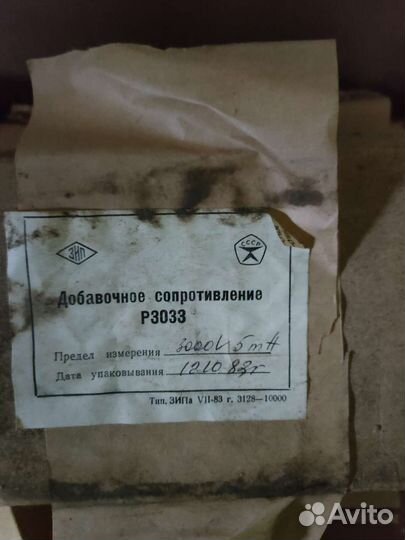 ЗИП
СССР
Добавочное сопротивление
Р3033
Предел измерения 3000V 5mA
Дата упаковывания 12.10.83г
Тип. ЗИПа VII-83 г. 3128—10000
Avito